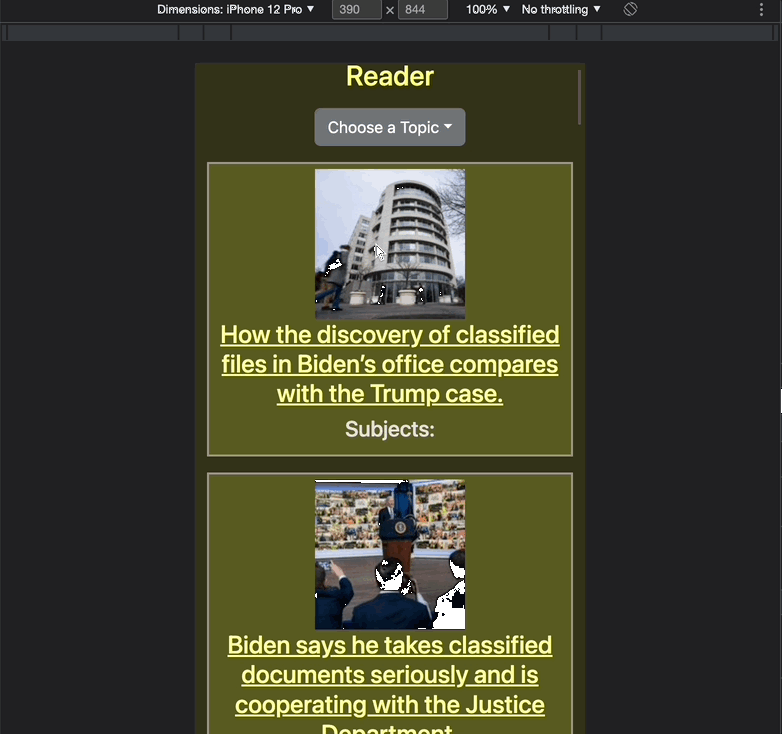 Dimensions: iPhone 12 Pro ▼ 390 × 844 100% ▼ No throttling ▼
Reader
Choose a Topic
How the discovery of classified
files in Biden’s office compares
with the Trump case.
Subjects:
Biden says he takes classified
documents seriously and is
cooperating with the Justice
Department.